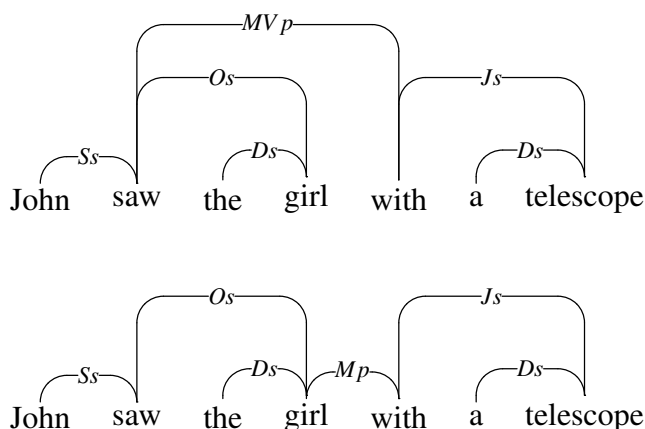 MVp
Os Js
Ss Ds Ds
John saw the girl with a telescope
Os Js
Ss Ds Mp Ds
John saw the girl with a telescope